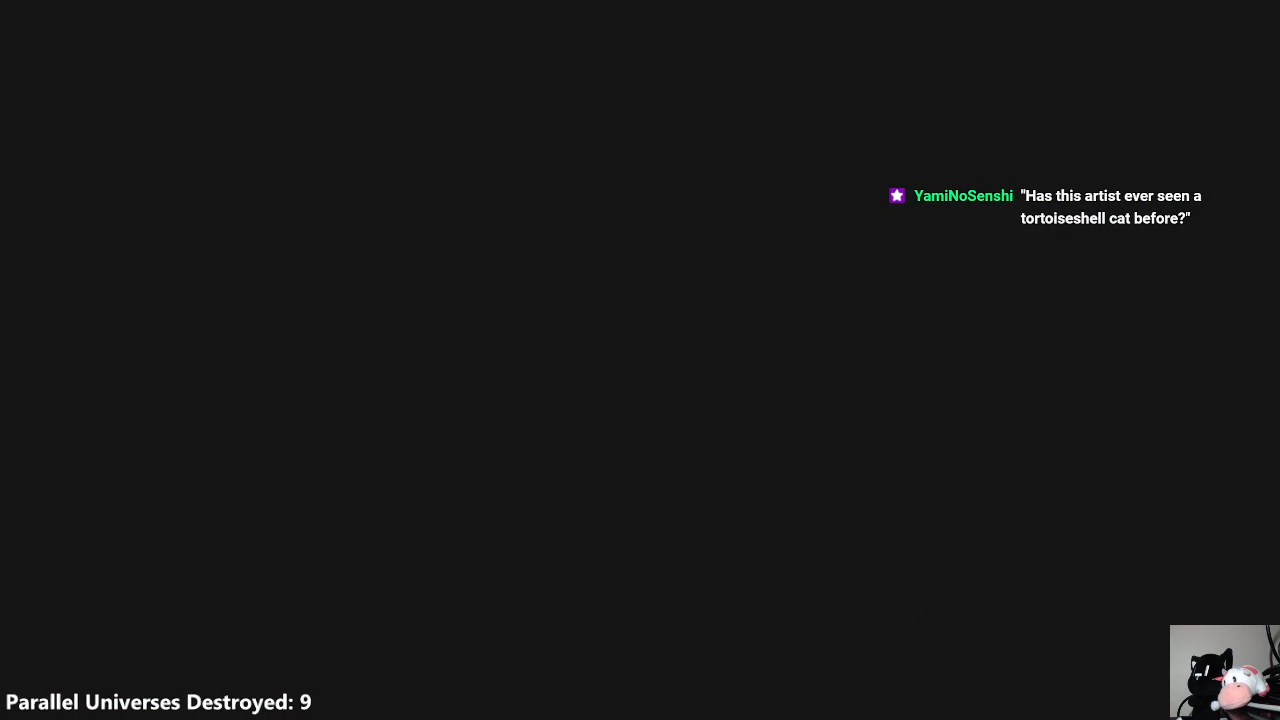 YamiNoSenshi "Has this artist ever seen a
tortoiseshell cat before?"
Parallel Universes Destroyed: 9